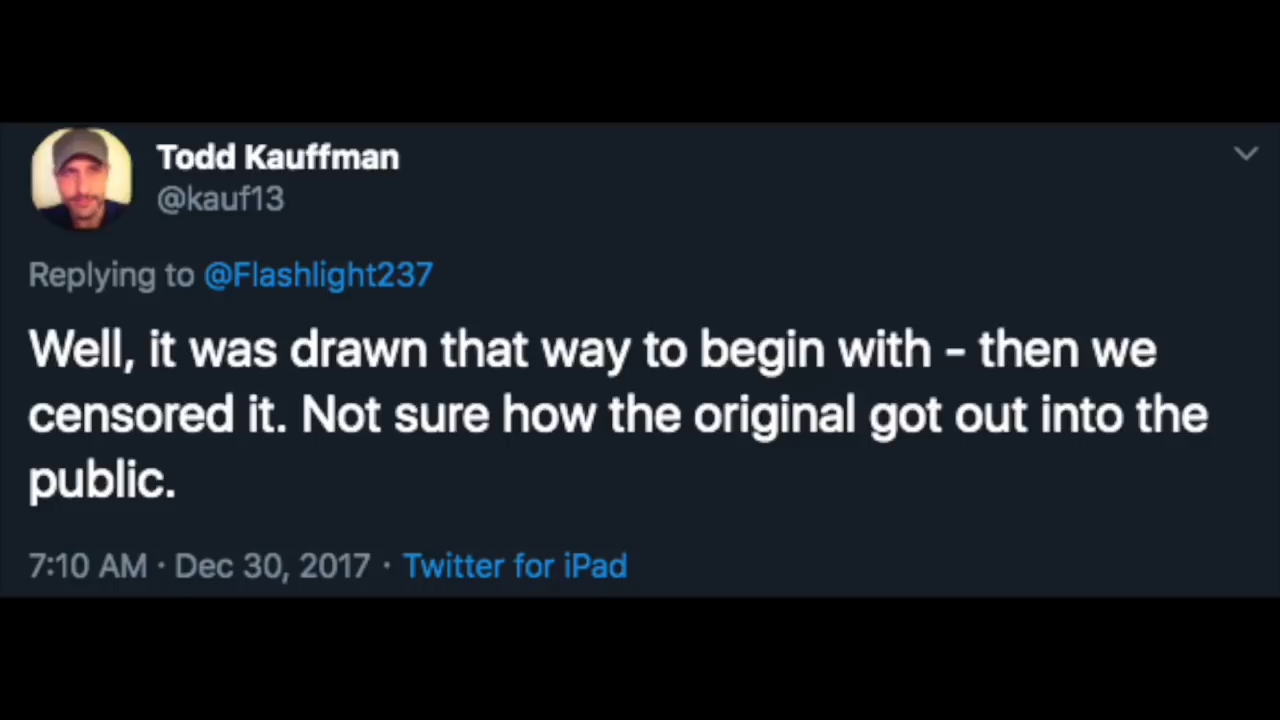 Todd Kauffman
@kauf13
Replying to @Flashlight237
Well, it was drawn that way to begin with - then we
censored it. Not sure how the original got out into the
public.
7:10 AM · Dec 30, 2017 · Twitter for iPad